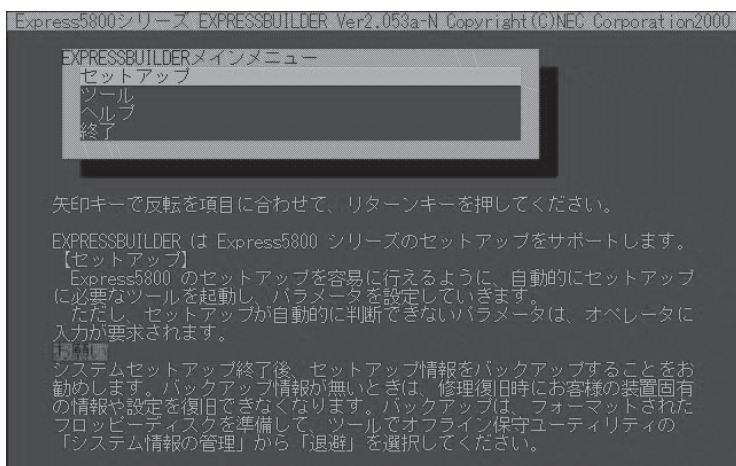 Express5800シリーズ EXPRESSBUILDER Ver2.053a-N Copyright(C)NEC Corporation2000
EXPRESSBUILDERメインメニュー
セットアップ
ツール
ヘルプ
終了
矢印キーで反転を項目に合わせて、リターンキーを押してください。
EXPRESSBUILDER は Express5800 シリーズのセットアップをサポートします。
【セットアップ】
Express5800 のセットアップを容易に行えるように、自動的にセットアップ
に必要なツールを起動し、パラメータを設定していきます。
ただし、セットアップが自動的に判断できないパラメータは、オペレータに
入力が要求されます。
お願い
システムセットアップ終了後、セットアップ情報をバックアップすることをお
勧めします。バックアップ情報が無いときは、修理復旧時にお客様の装置固有
の情報や設定を復旧できなくなります。バックアップは、フォーマットされた
フロッピーディスクを準備して、ツールでオフライン保守ユーティリティの
「システム情報の管理」から「退避」を選択してください。